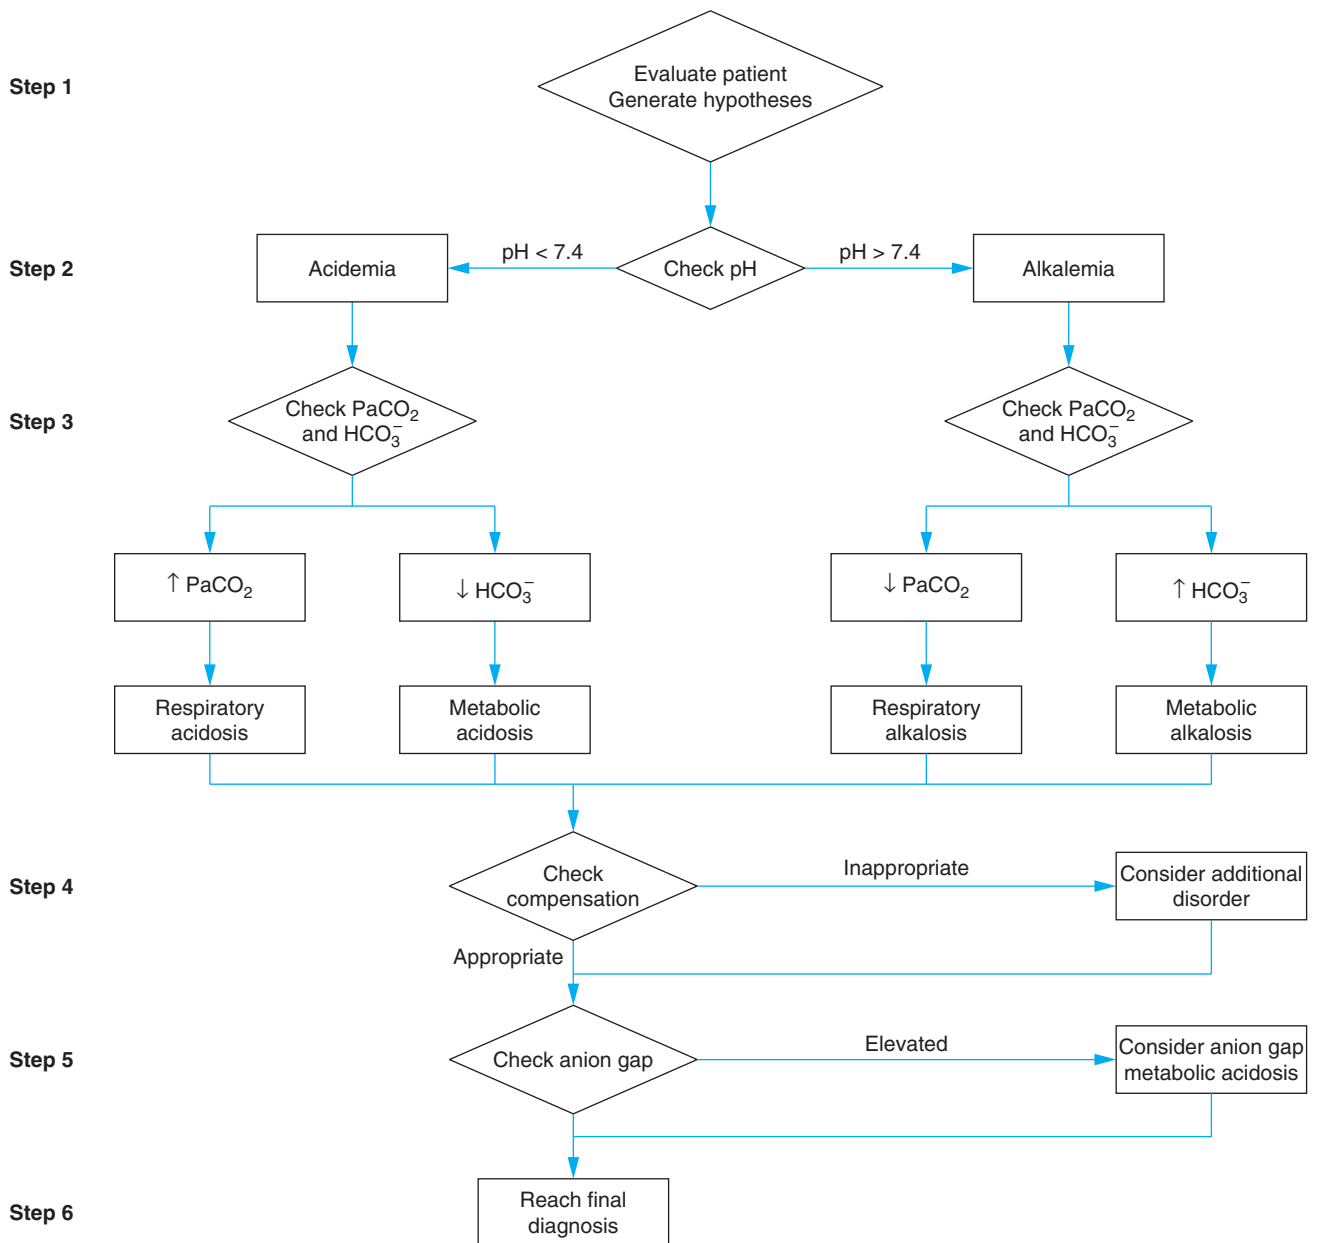 Step 1
Evaluate patient
Generate hypotheses
Step 2
Acidemia
pH < 7.4
Check pH
pH > 7.4
Alkalemia
Step 3
Check PaCO₂
and HCO₃⁻
Check PaCO₂
and HCO₃⁻
↑ PaCO₂
↓ HCO₃⁻
↓ PaCO₂
↑ HCO₃⁻
Respiratory
acidosis
Metabolic
acidosis
Respiratory
alkalosis
Metabolic
alkalosis
Step 4
Check
compensation
Inappropriate
Consider additional
disorder
Appropriate
Step 5
Check anion gap
Elevated
Consider anion gap
metabolic acidosis
Step 6
Reach final
diagnosis